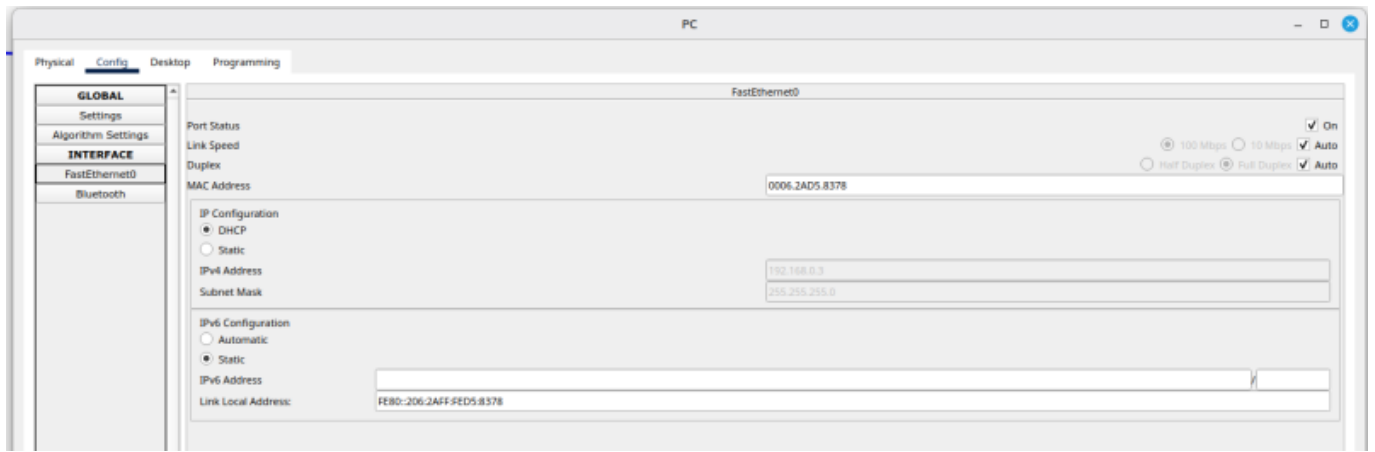 PC
Physical Config Desktop Programming
GLOBAL
Settings
Algorithm Settings
INTERFACE
FastEthernet0
Bluetooth
FastEthernet0
Port Status On
Link Speed 100 Mbps 10 Mbps Auto
Duplex Half Duplex Full Duplex Auto
MAC Address 0006.2AD5.8378
IP Configuration
DHCP
Static
IPv4 Address 192.168.0.3
Subnet Mask 255.255.255.0
IPv6 Configuration
Automatic
Static
IPv6 Address /
Link Local Address: FE80::206:2AFF:FED5:8378